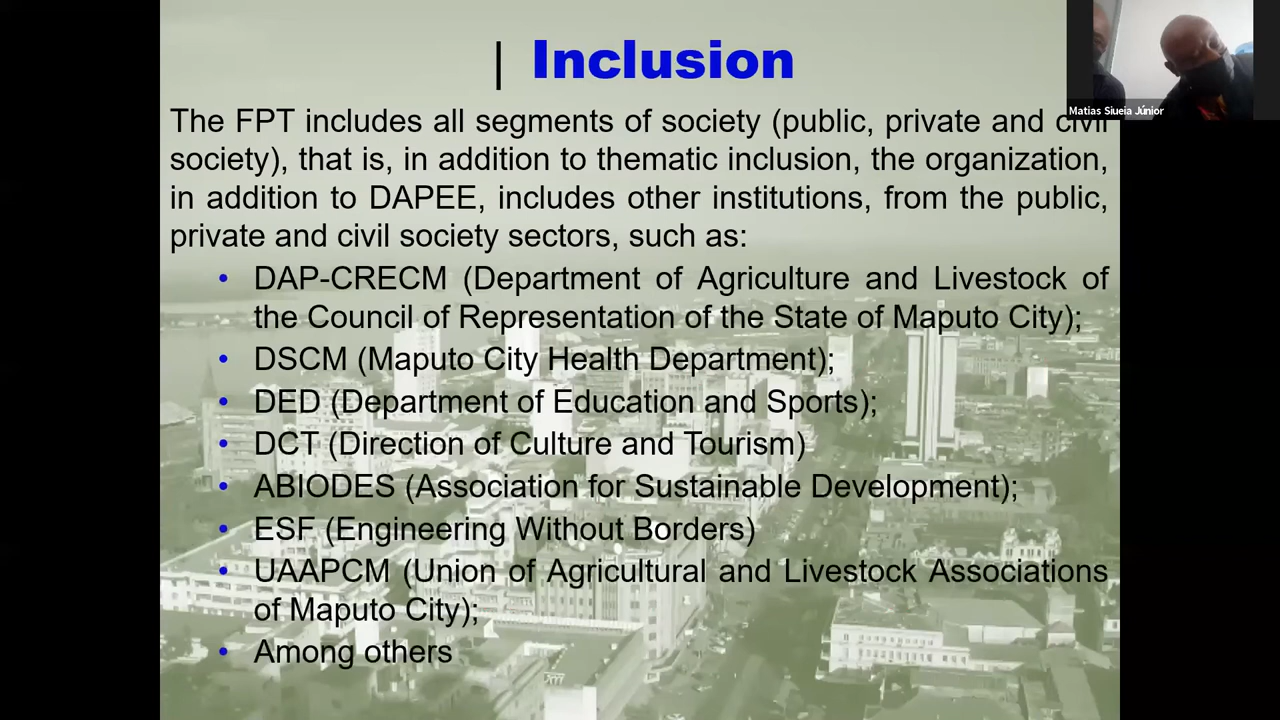 | Inclusion
Matias Siueia Júnior
The FPT includes all segments of society (public, private and civil
society), that is, in addition to thematic inclusion, the organization,
in addition to DAPEE, includes other institutions, from the public,
private and civil society sectors, such as:
• DAP-CRECM (Department of Agriculture and Livestock of
the Council of Representation of the State of Maputo City);
• DSCM (Maputo City Health Department);
• DED (Department of Education and Sports);
• DCT (Direction of Culture and Tourism)
• ABIODES (Association for Sustainable Development);
• ESF (Engineering Without Borders)
• UAAPCM (Union of Agricultural and Livestock Associations
of Maputo City);
• Among others